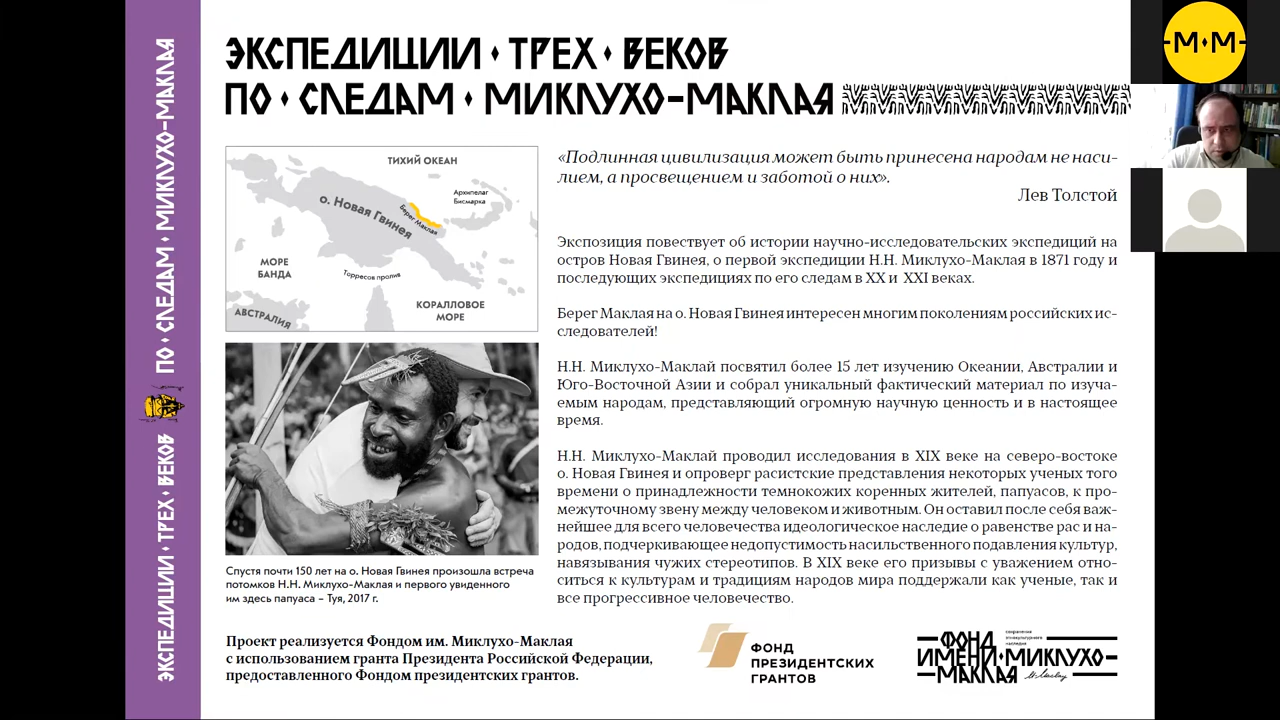 ЭКСПЕДИЦИИ · ТРЕХ · ВЕКОВ ПО · СЛЕДАМ · МИКЛУХО-МАКЛАЯ
ЭКСПЕДИЦИИ · ТРЕХ · ВЕКОВ
ПО · СЛЕДАМ · МИКЛУХО-МАКЛАЯ
М·М
ТИХИЙ ОКЕАН
о. Новая Гвинея
Берег Маклая
Архипелаг
Бисмарка
МОРЕ
БАНДА
Торресов пролив
АВСТРАЛИЯ
КОРАЛЛОВОЕ
МОРЕ
«Подлинная цивилизация может быть принесена народам не наси-
лием, а просвещением и заботой о них».
Лев Толстой
Экспозиция повествует об истории научно-исследовательских экспедиций на
остров Новая Гвинея, о первой экспедиции Н.Н. Миклухо-Маклая в 1871 году и
последующих экспедициях по его следам в XX и XXI веках.
Берег Маклая на о. Новая Гвинея интересен многим поколениям российских ис-
следователей!
Н.Н. Миклухо-Маклай посвятил более 15 лет изучению Океании, Австралии и
Юго-Восточной Азии и собрал уникальный фактический материал по изуча-
емым народам, представляющий огромную научную ценность и в настоящее
время.
Н.Н. Миклухо-Маклай проводил исследования в XIX веке на северо-востоке
о. Новая Гвинея и опроверг расистские представления некоторых ученых того
времени о принадлежности темнокожих коренных жителей, папуасов, к про-
межуточному звену между человеком и животным. Он оставил после себя важ-
нейшее для всего человечества идеологическое наследие о равенстве рас и на-
родов, подчеркивающее недопустимость насильственного подавления культур,
навязывания чужих стереотипов. В XIX веке его призывы с уважением отно-
ситься к культурам и традициям народов мира поддержали как ученые, так и
все прогрессивное человечество.
Спустя почти 150 лет на о. Новая Гвинея произошла встреча
потомков Н.Н. Миклухо-Маклая и первого увиденного
им здесь папуаса – Туя, 2017 г.
Проект реализуется Фондом им. Миклухо-Маклая
с использованием гранта Президента Российской Федерации,
предоставленного Фондом президентских грантов.
ФОНД
ПРЕЗИДЕНТСКИХ
ГРАНТОВ
ФОНД
ИМЕНИ·МИКЛУХО-
МАКЛАЯ